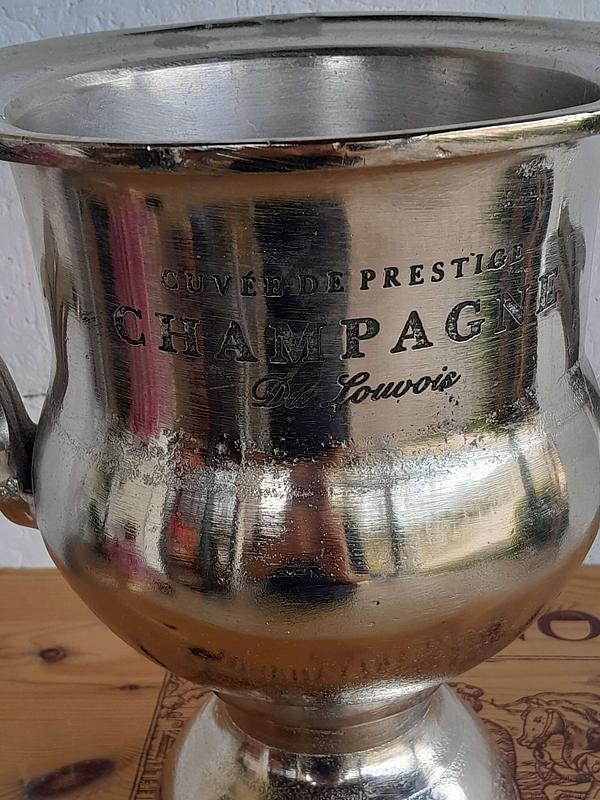 CUVÉE DE PRESTIGE
CHAMPAGNE
Du Louvois
O